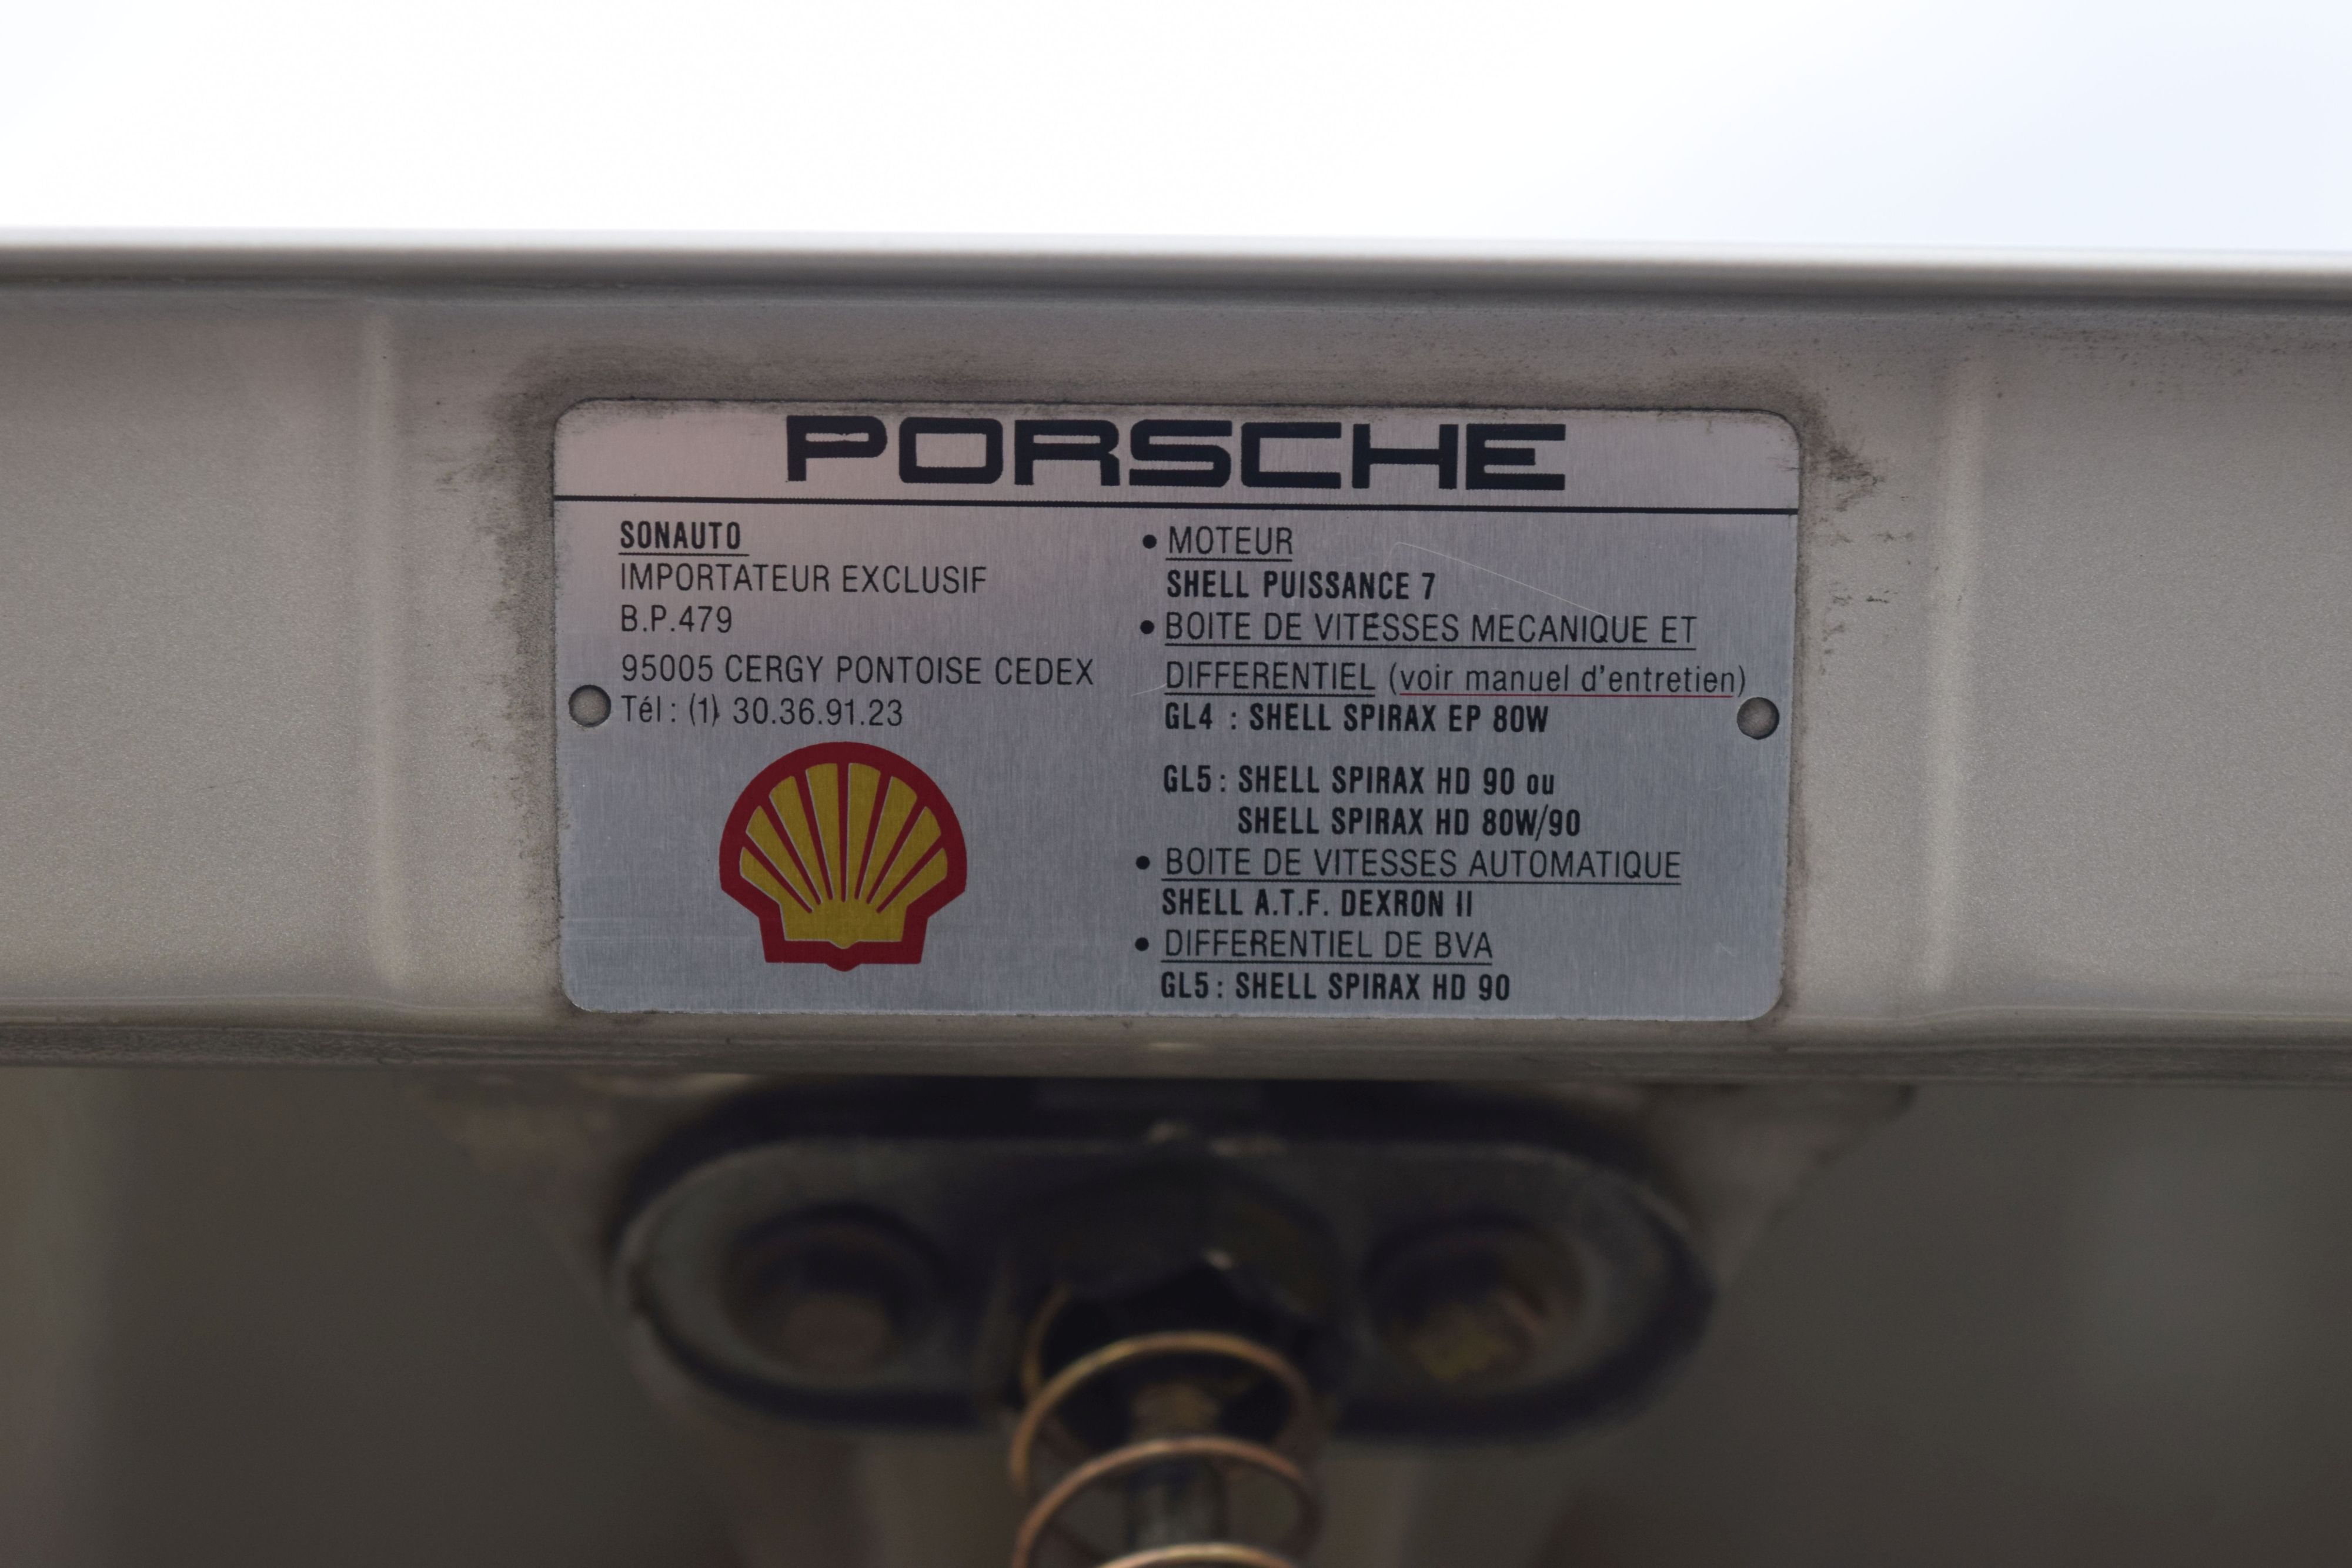 PORSCHE
SONAUTO
IMPORTATEUR EXCLUSIF
B.P.479
95005 CERGY PONTOISE CEDEX
Tél : (1) 30.36.91.23
• MOTEUR
SHELL PUISSANCE 7
• BOITE DE VITESSES MECANIQUE ET
DIFFERENTIEL (voir manuel d'entretien)
GL4 : SHELL SPIRAX EP 80W
GL5 : SHELL SPIRAX HD 90 ou
SHELL SPIRAX HD 80W/90
• BOITE DE VITESSES AUTOMATIQUE
SHELL A.T.F. DEXRON II
• DIFFERENTIEL DE BVA
GL5 : SHELL SPIRAX HD 90